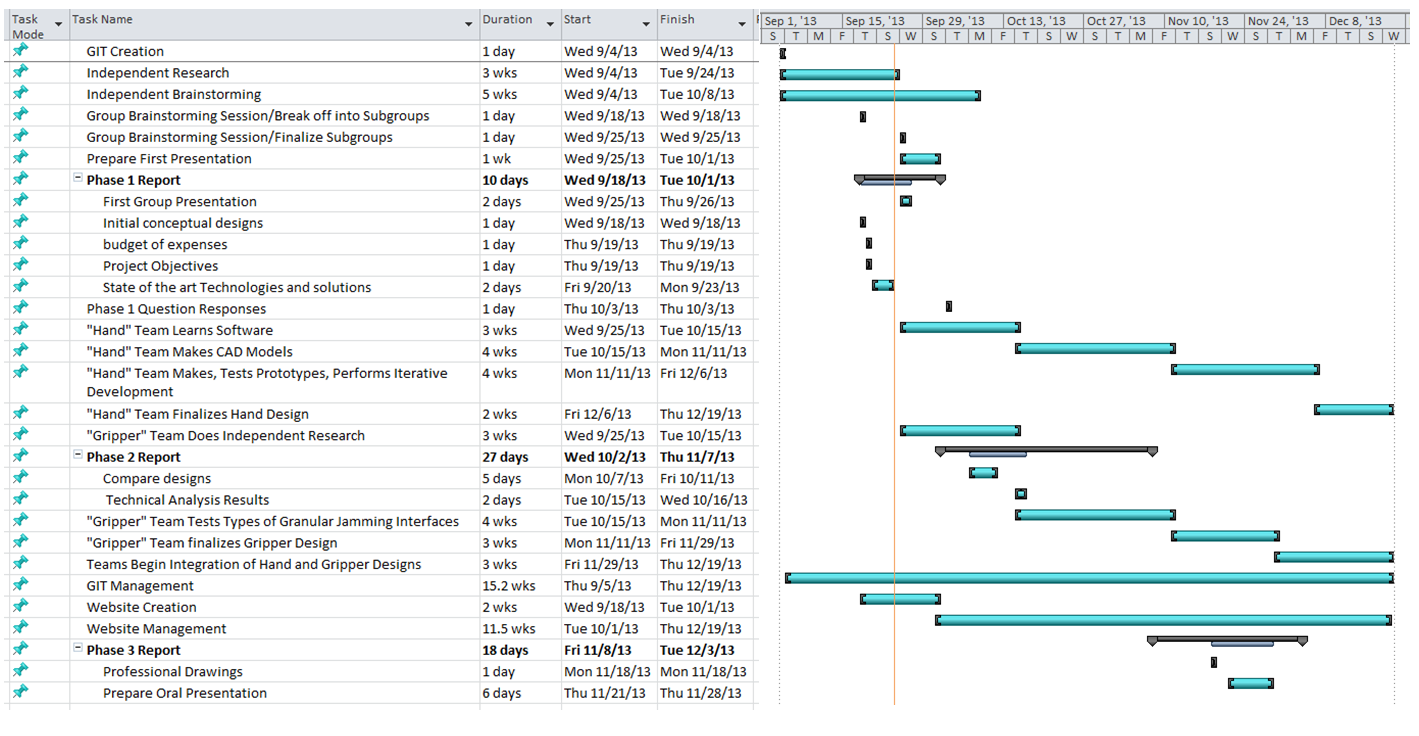 Task Mode Task Name Duration Start Finish Sep 1, '13 Sep 15, '13 Sep 29, '13 Oct 13, '13 Oct 27, '13 Nov 10, '13 Nov 24, '13 Dec 8, '13
S T M F T S W S T M F T S W S T M F T S W S T M F T S W
GIT Creation 1 day Wed 9/4/13 Wed 9/4/13
Independent Research 3 wks Wed 9/4/13 Tue 9/24/13
Independent Brainstorming 5 wks Wed 9/4/13 Tue 10/8/13
Group Brainstorming Session/Break off into Subgroups 1 day Wed 9/18/13 Wed 9/18/13
Group Brainstorming Session/Finalize Subgroups 1 day Wed 9/25/13 Wed 9/25/13
Prepare First Presentation 1 wk Wed 9/25/13 Tue 10/1/13
Phase 1 Report 10 days Wed 9/18/13 Tue 10/1/13
First Group Presentation 2 days Wed 9/25/13 Thu 9/26/13
Initial conceptual designs 1 day Wed 9/18/13 Wed 9/18/13
budget of expenses 1 day Thu 9/19/13 Thu 9/19/13
Project Objectives 1 day Thu 9/19/13 Thu 9/19/13
State of the art Technologies and solutions 2 days Fri 9/20/13 Mon 9/23/13
Phase 1 Question Responses 1 day Thu 10/3/13 Thu 10/3/13
"Hand" Team Learns Software 3 wks Wed 9/25/13 Tue 10/15/13
"Hand" Team Makes CAD Models 4 wks Tue 10/15/13 Mon 11/11/13
"Hand" Team Makes, Tests Prototypes, Performs Iterative 4 wks Mon 11/11/13 Fri 12/6/13
Development
"Hand" Team Finalizes Hand Design 2 wks Fri 12/6/13 Thu 12/19/13
"Gripper" Team Does Independent Research 3 wks Wed 9/25/13 Tue 10/15/13
Phase 2 Report 27 days Wed 10/2/13 Thu 11/7/13
Compare designs 5 days Mon 10/7/13 Fri 10/11/13
Technical Analysis Results 2 days Tue 10/15/13 Wed 10/16/13
"Gripper" Team Tests Types of Granular Jamming Interfaces 4 wks Tue 10/15/13 Mon 11/11/13
"Gripper" Team finalizes Gripper Design 3 wks Mon 11/11/13 Fri 11/29/13
Teams Begin Integration of Hand and Gripper Designs 3 wks Fri 11/29/13 Thu 12/19/13
GIT Management 15.2 wks Thu 9/5/13 Thu 12/19/13
Website Creation 2 wks Wed 9/18/13 Tue 10/1/13
Website Management 11.5 wks Tue 10/1/13 Thu 12/19/13
Phase 3 Report 18 days Fri 11/8/13 Tue 12/3/13
Professional Drawings 1 day Mon 11/18/13 Mon 11/18/13
Prepare Oral Presentation 6 days Thu 11/21/13 Thu 11/28/13